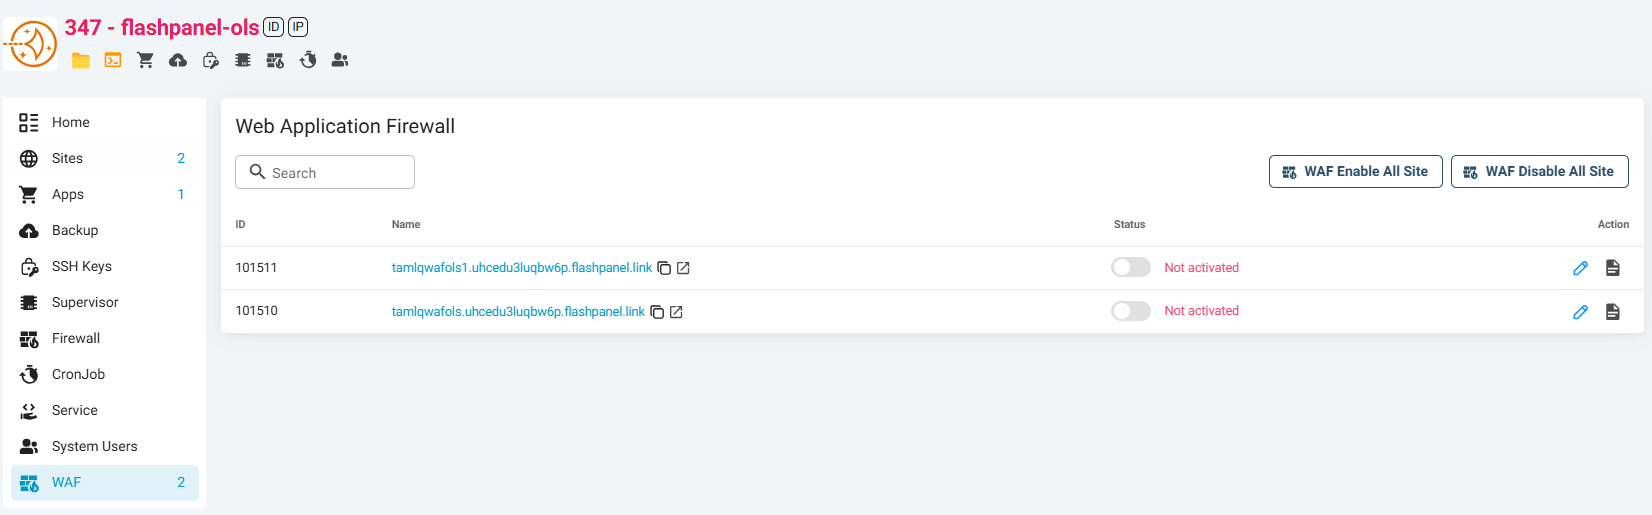 347 - flashpanel-ols ID IP
Home
Sites 2
Apps 1
Backup
SSH Keys
Supervisor
Firewall
CronJob
Service
System Users
WAF 2
Web Application Firewall
Search
WAF Enable All Site
WAF Disable All Site
ID Name Status Action
101511 tamlqwafols1.uhcedu3luqbw6p.flashpanel.link Not activated
101510 tamlqwafols.uhcedu3luqbw6p.flashpanel.link Not activated